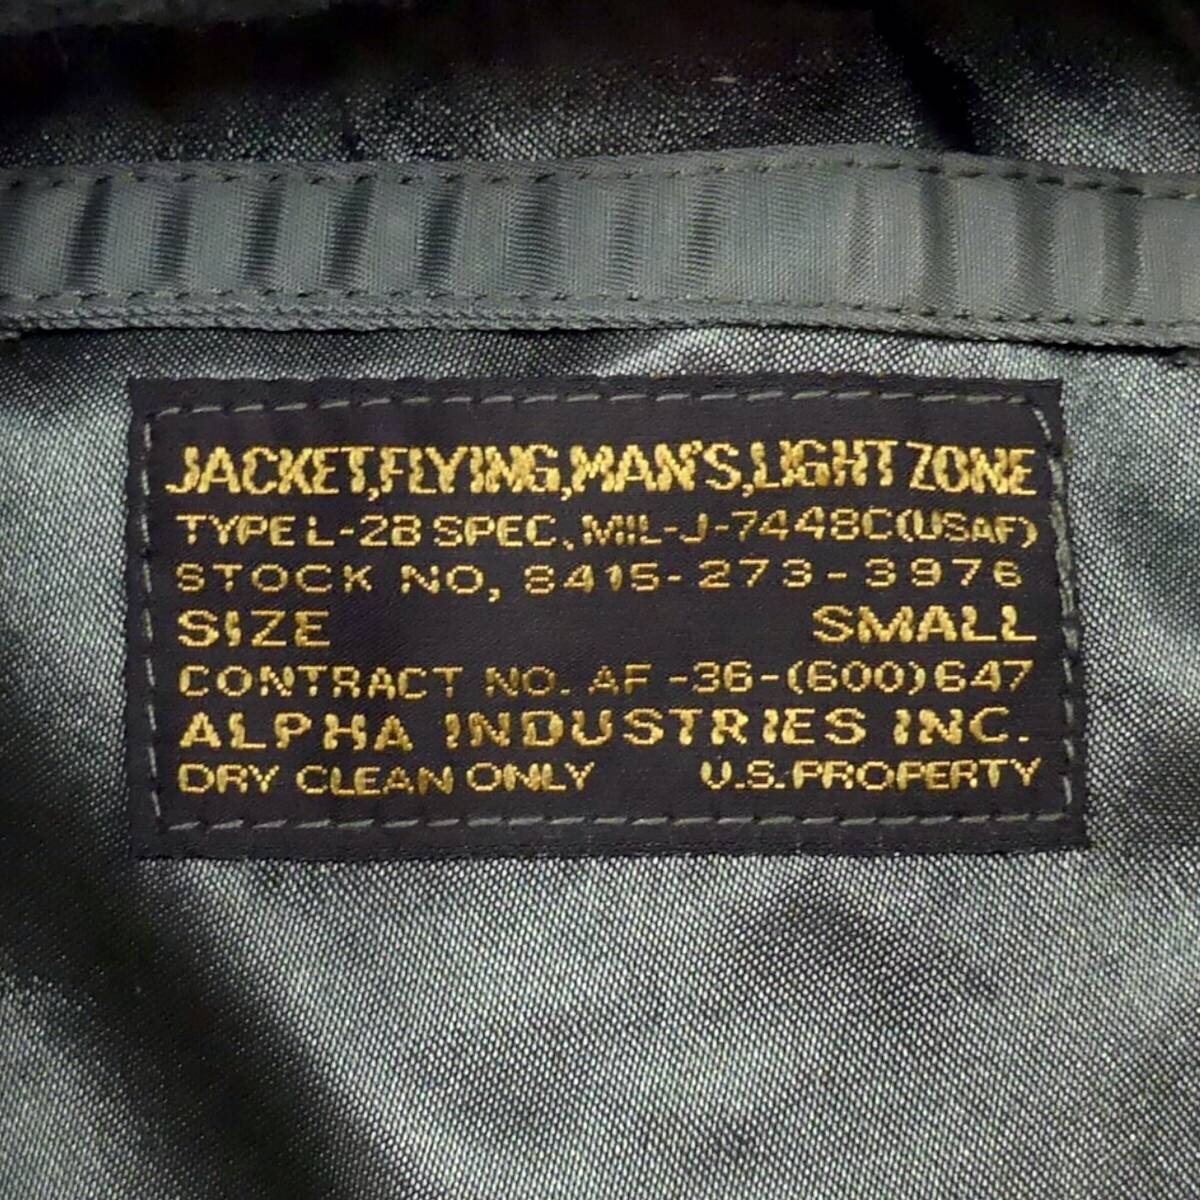 JACKET,FLYING,MAN'S,LIGHT ZONE
TYPE L-2B SPEC. MIL-J-7448C(USAF)
STOCK NO, 8415-273-3976
SIZE SMALL
CONTRACT NO. AF -36-(600)647
ALPHA INDUSTRIES INC.
DRY CLEAN ONLY U.S.PROPERTY